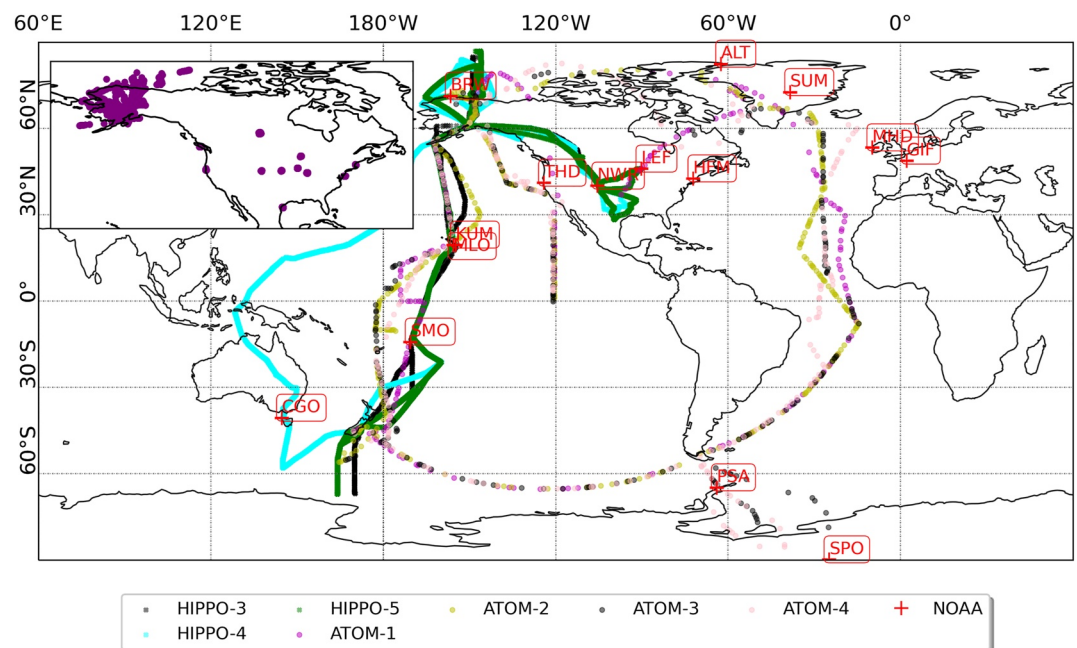 60°E 120°E 180°W 120°W 60°W 0°
60°N
30°N
0°
30°S
60°S
ALT
BRW
SUM
MHD
GIF
LEF
HFM
THD
NWR
KUM
MLO
SMO
CGO
PSA
SPO
HIPPO-3 HIPPO-5 ATOM-2 ATOM-3 ATOM-4 NOAA
HIPPO-4 ATOM-1